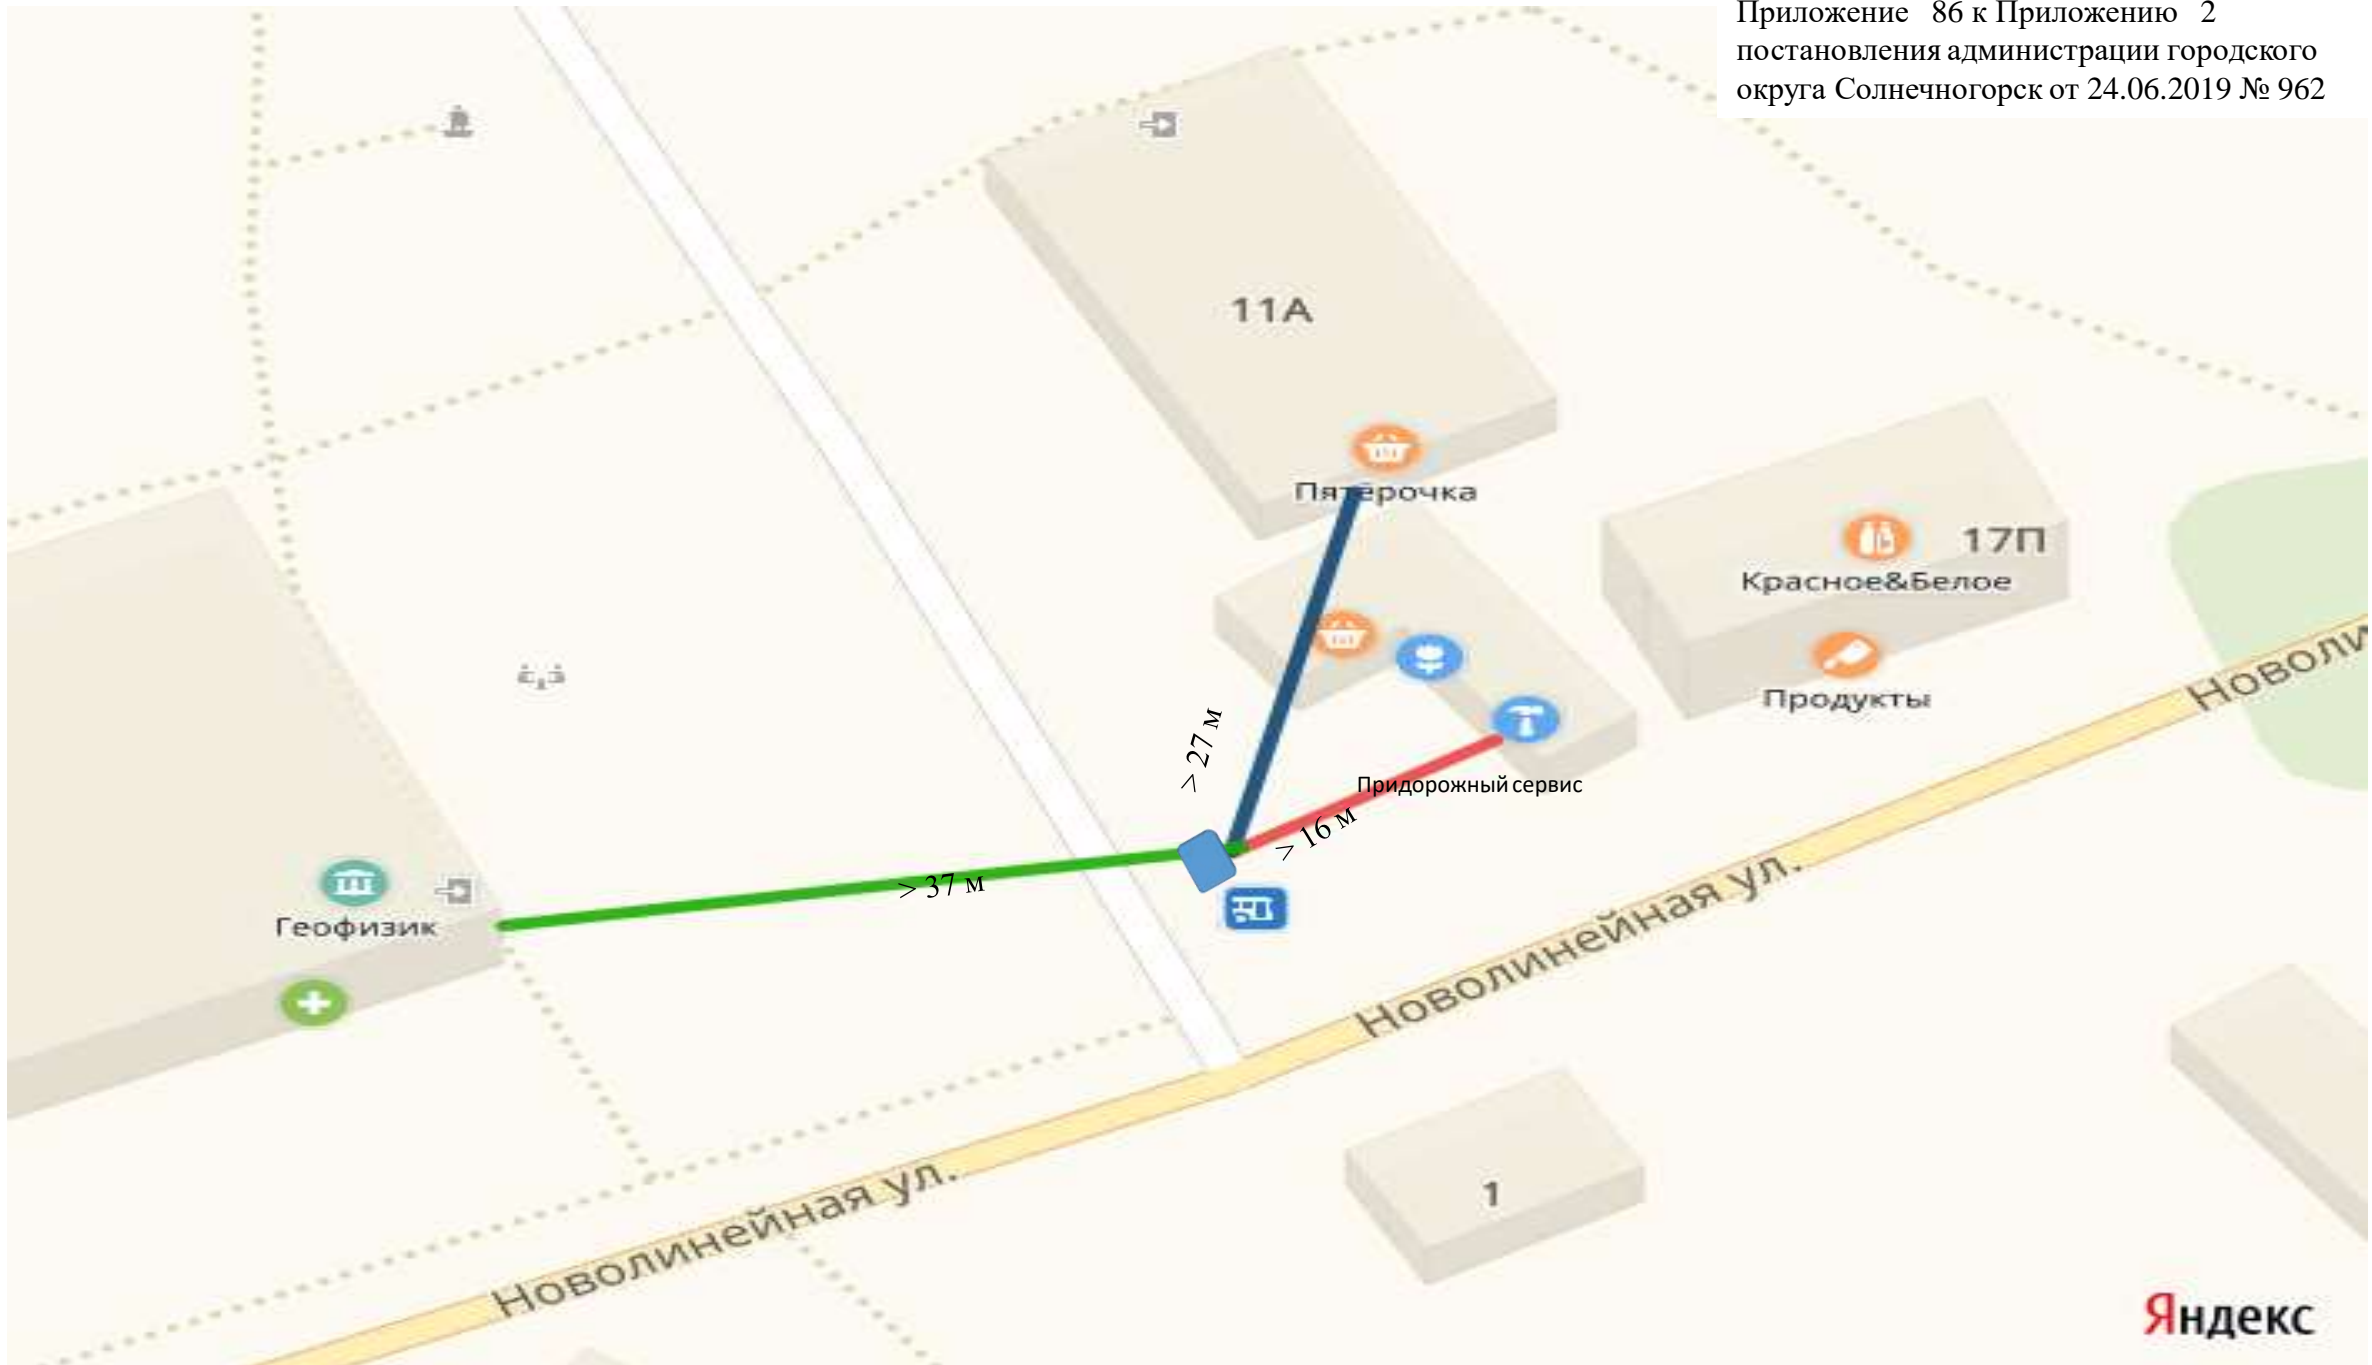 Приложение 86 к Приложению 2
постановления администрации городского
округа Солнечногорск от 24.06.2019 № 962
11А
Пятёрочка
17П
Красное&Белое
Продукты
Новоли
> 27 м
Придорожный сервис
> 16 м
> 37 м
Геофизик
Новолинейная ул.
Новолинейная ул.
1
Яндекс